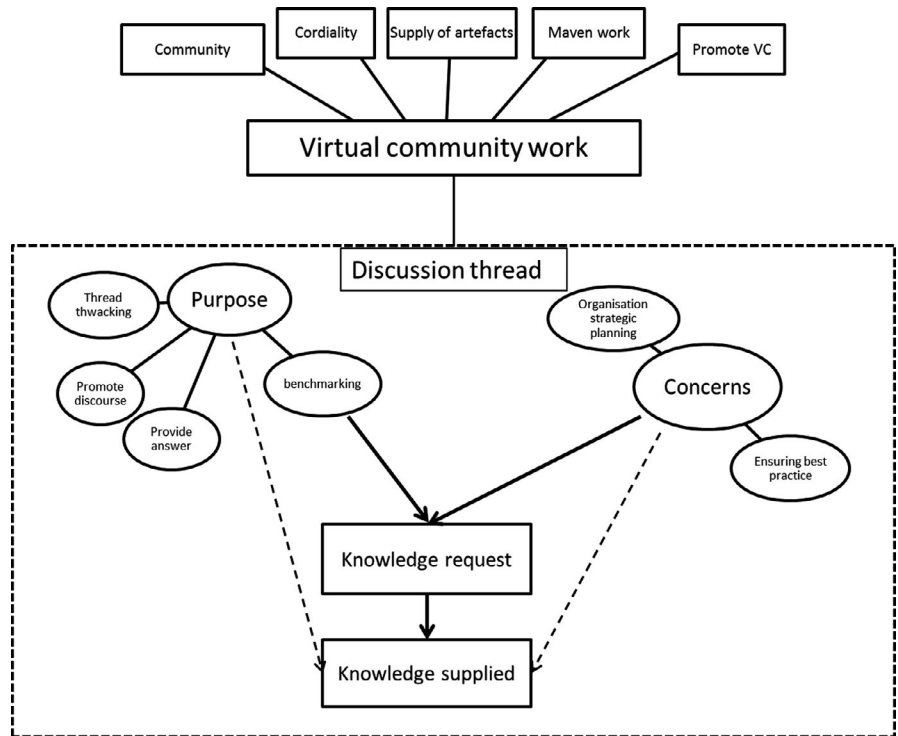 Community
Cordiality
Supply of artefacts
Maven work
Promote VC
Virtual community work
Discussion thread
Thread
thwacking
Purpose
Promote
discourse
Provide
answer
benchmarking
Organisation
strategic
planning
Concerns
Ensuring best
practice
Knowledge request
Knowledge supplied